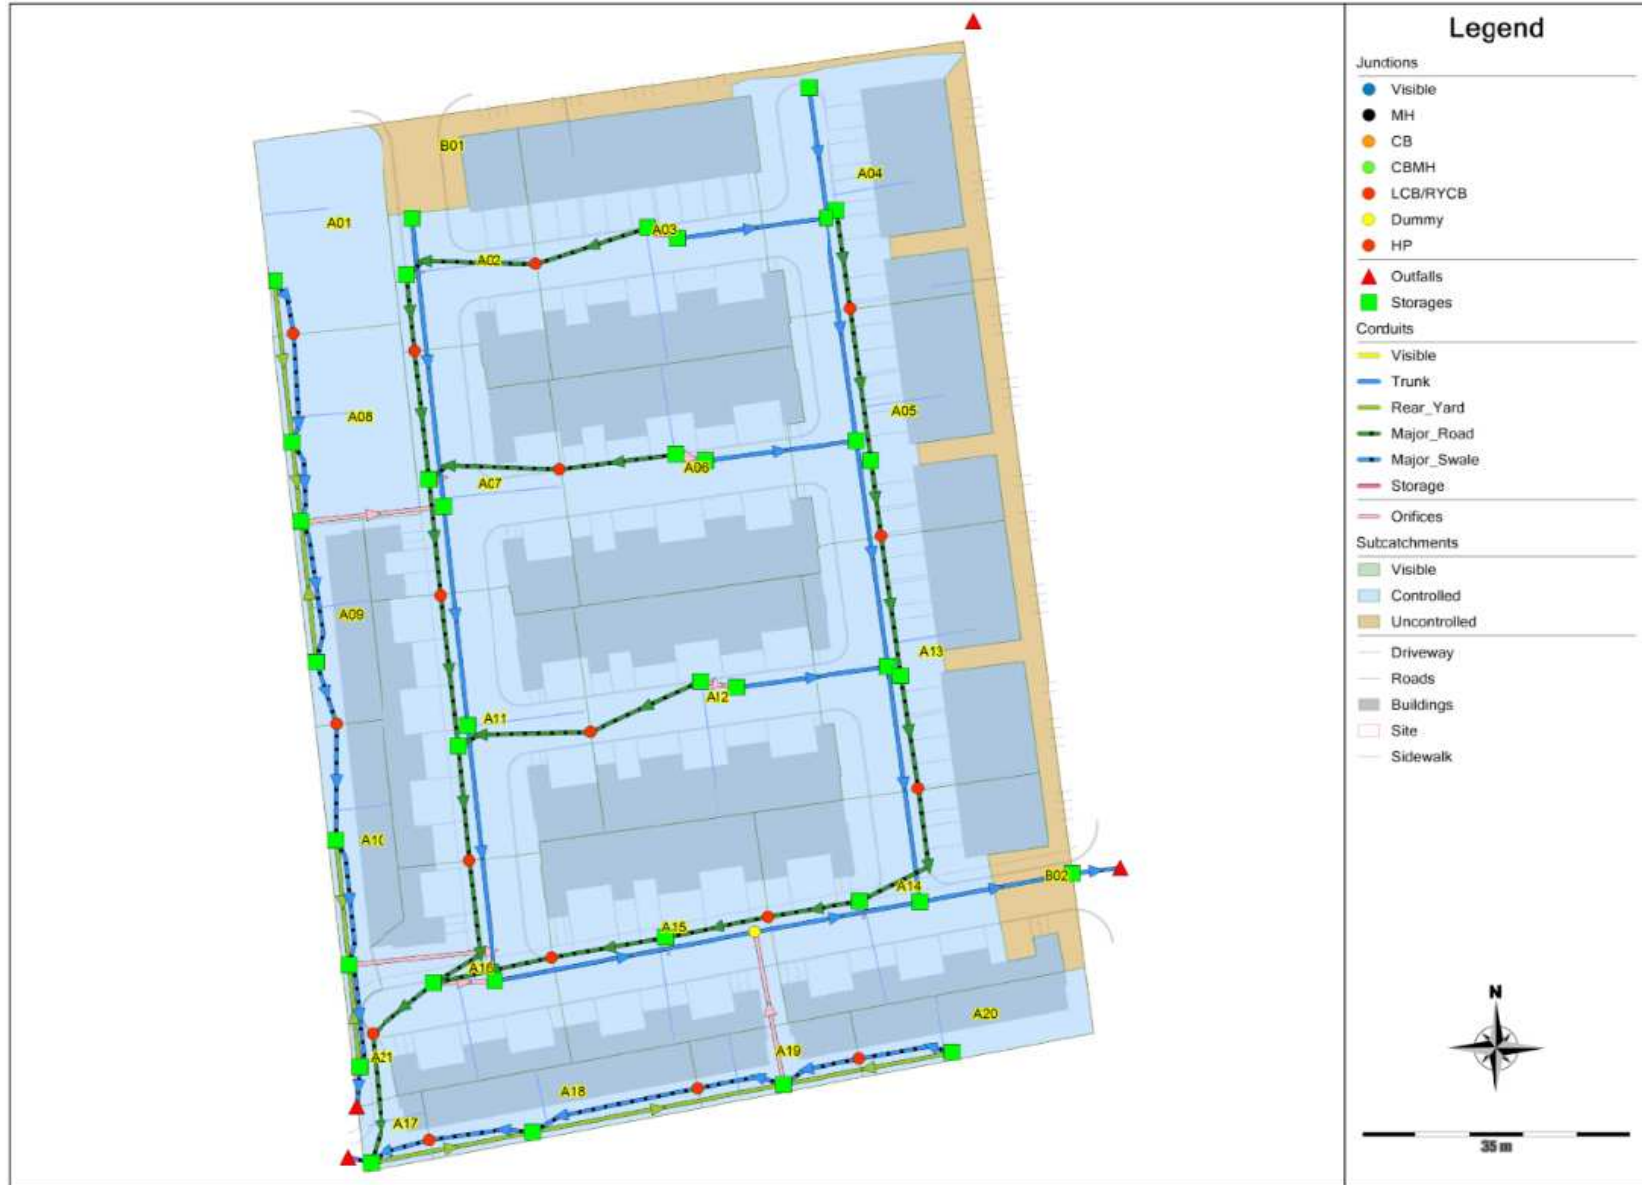 Legend
Junctions
Visible
MH
CB
CBMH
LCB/RYCB
Dummy
HP
Outfalls
Storages
Conduits
Visible
Trunk
Rear_Yard
Major_Road
Major_Swale
Storage
Orifices
Subcatchments
Visible
Controlled
Uncontrolled
Driveway
Roads
Buildings
Site
Sidewalk
N
35 m
B01
A04
A01
A03
A02
A05
A08
A06
A07
A09
A13
A12
A11
A10
B02
A14
A15
A16
A20
A19
A21
A18
A17